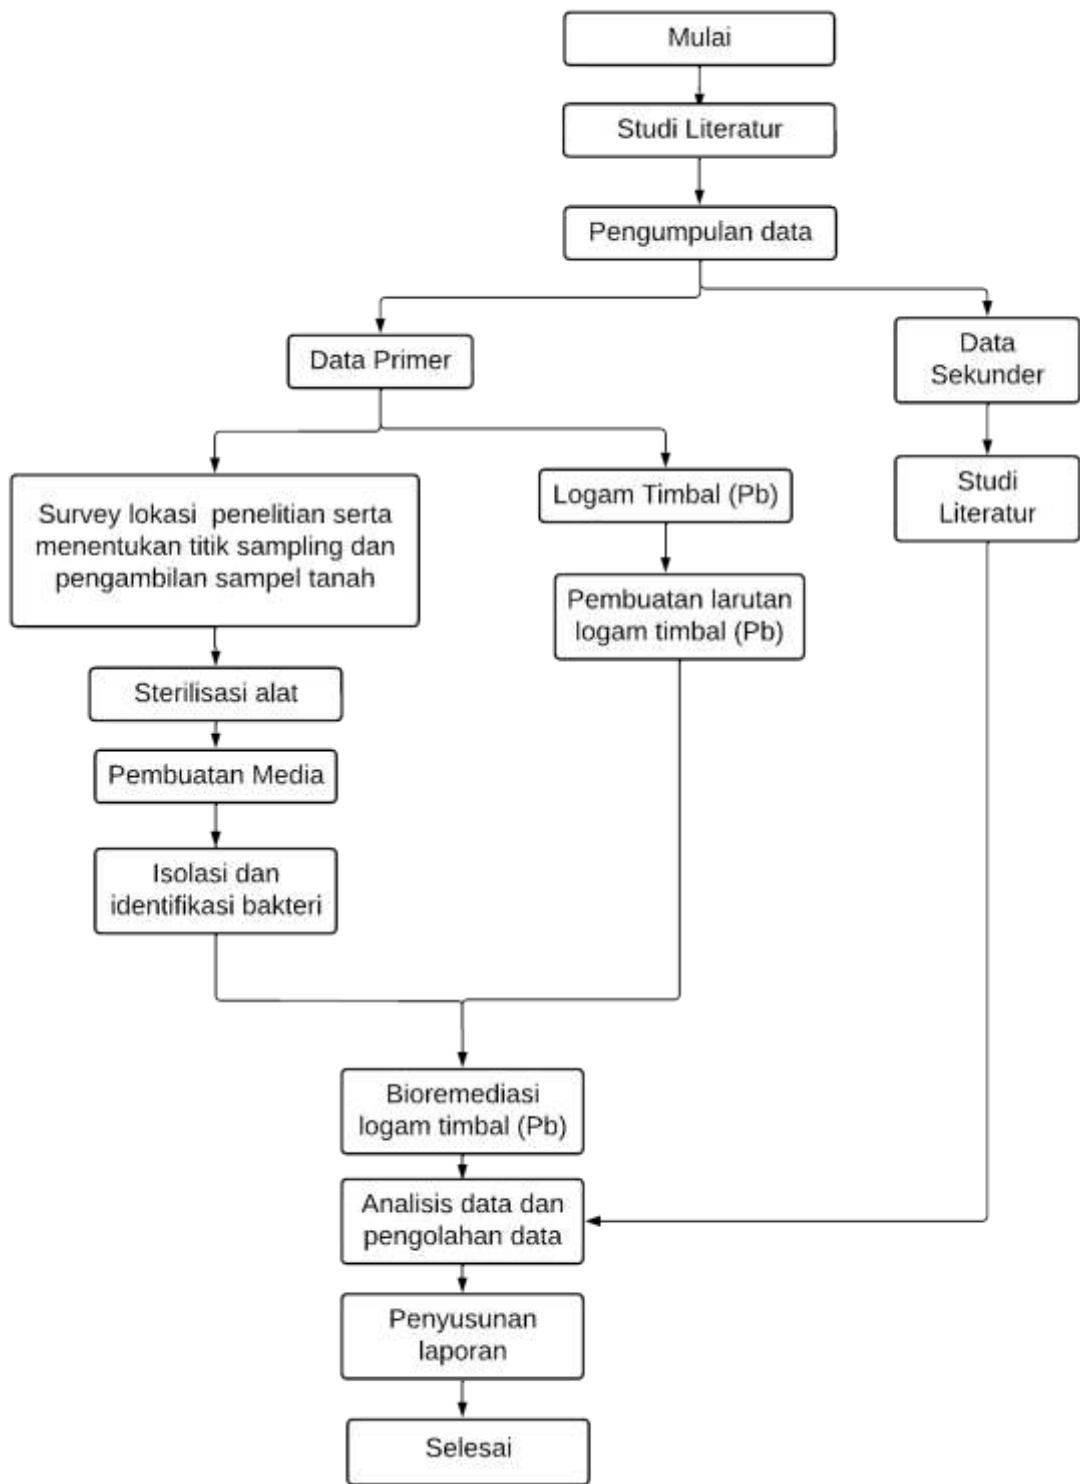 Mulai
Studi Literatur
Pengumpulan data
Data Primer
Data
Sekunder
Survey lokasi penelitian serta
menentukan titik sampling dan
pengambilan sampel tanah
Logam Timbal (Pb)
Studi
Literatur
Pembuatan larutan
logam timbal (Pb)
Sterilisasi alat
Pembuatan Media
Isolasi dan
identifikasi bakteri
Bioremediasi
logam timbal (Pb)
Analisis data dan
pengolahan data
Penyusunan
laporan
Selesai